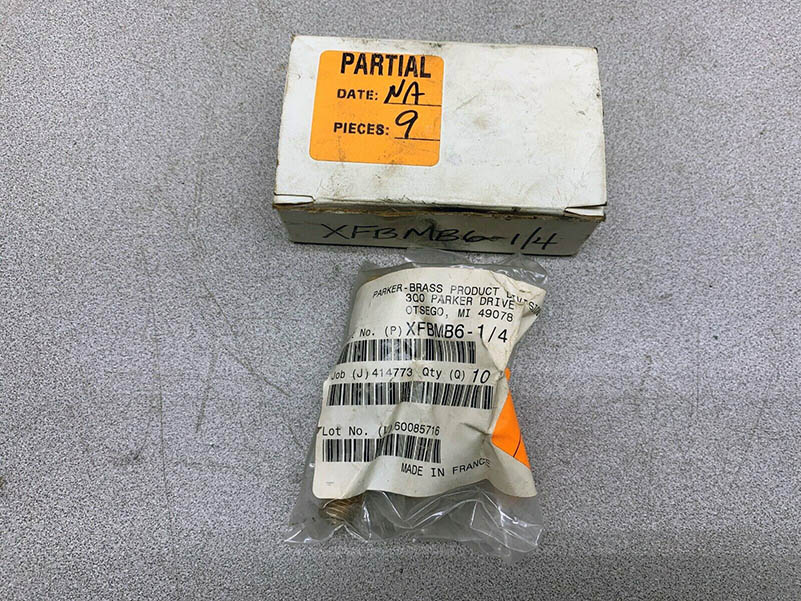 PARTIAL
DATE: NA
PIECES: 9
XFBMB6-1/4
PARKER-BRASS PRODUCT
300 PARKER DRIVE
OTSEGO, MI 49078
No. (P) XFBMB6-1/4
Job (J) 414773 Qty (Q) 10
Lot No. 60085716
MADE IN FRANCE